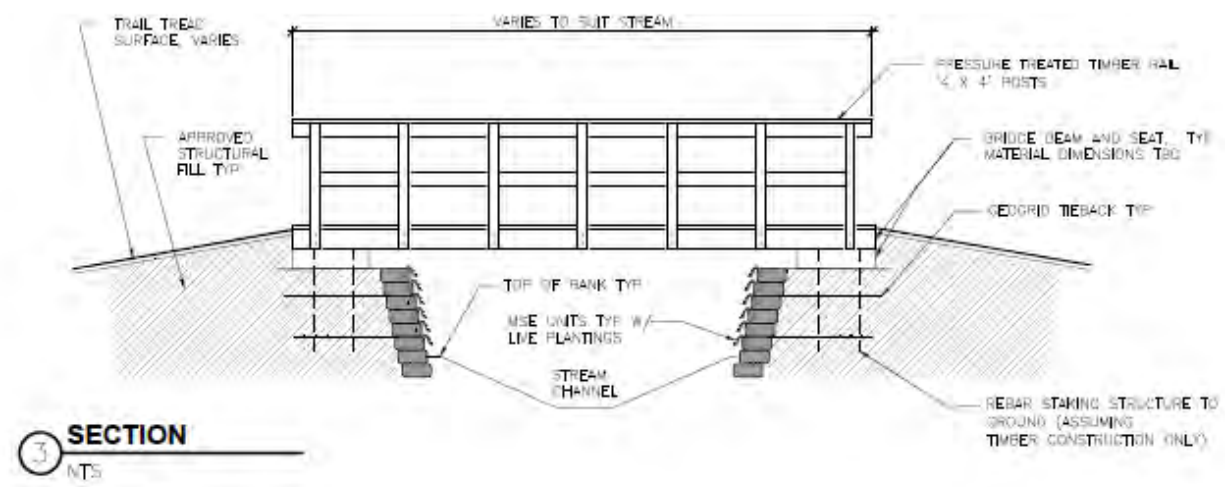 TRAIL TREAD
SURFACE, VARIES
VARIES TO SUIT STREAM
PRESSURE TREATED TIMBER RAIL
4' X 4' POSTS
APPROVED
STRUCTURAL
FILL TYP
BRIDGE BEAM AND SEAT, TYP
MATERIAL DIMENSIONS TBD
GEOGRID TIEBACK TYP
TOP OF BANK TYP
MSE UNITS TYP W/
LIVE PLANTINGS
STREAM
CHANNEL
REBAR STAKING STRUCTURE TO
GROUND (ASSUMING
TIMBER CONSTRUCTION ONLY)
3 SECTION
NTS